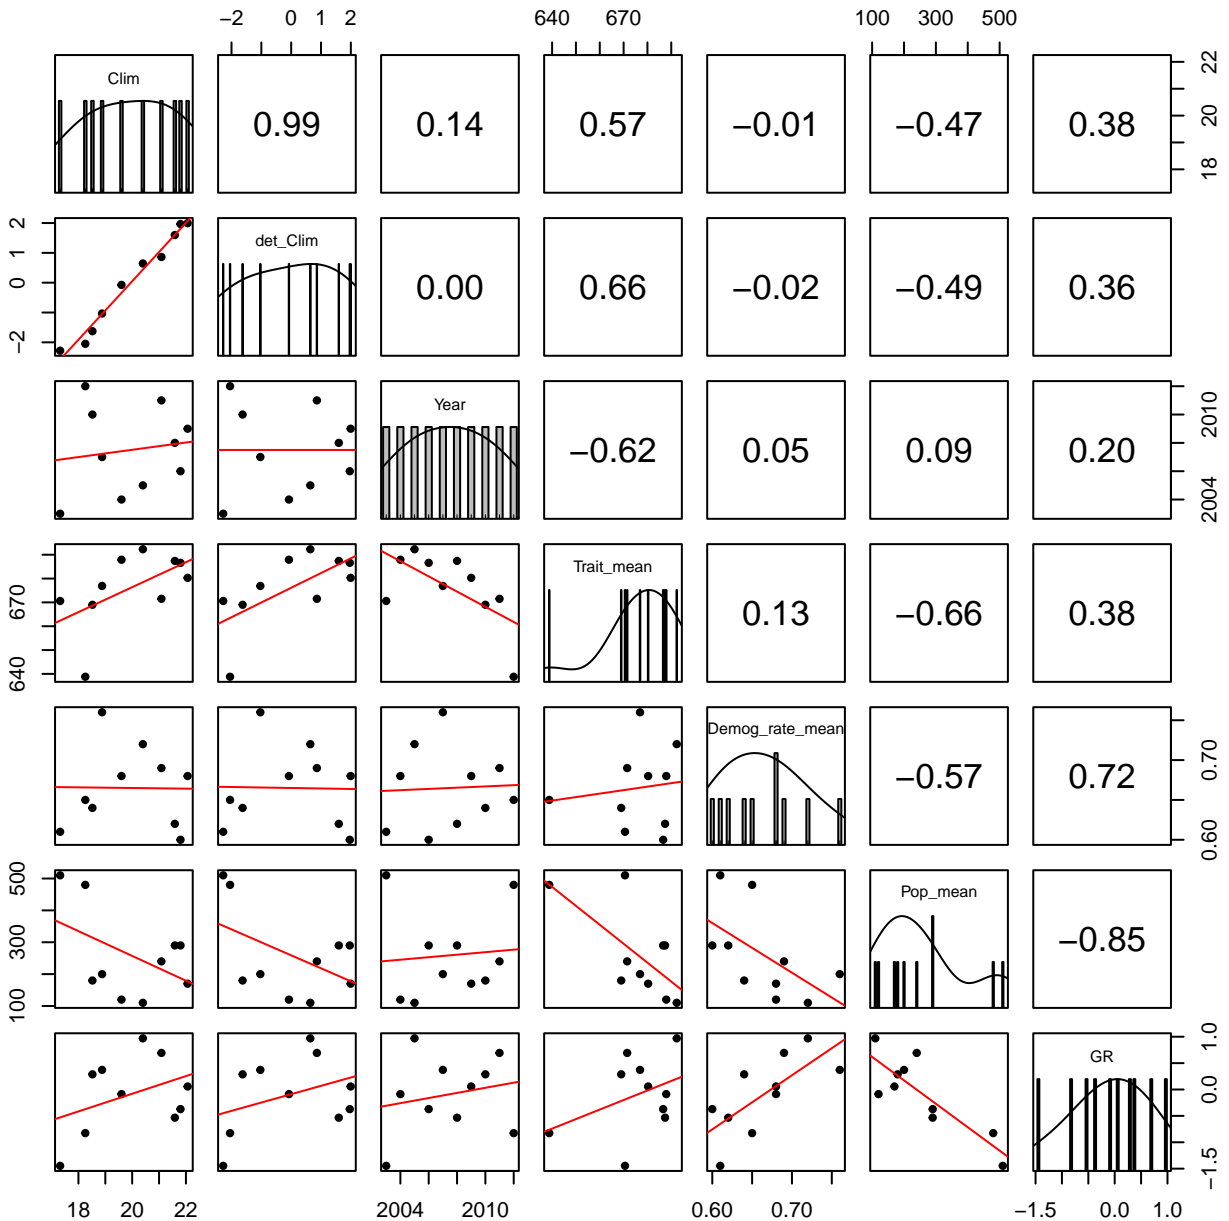 −2 0 1 2 640 670 100 300 500
Clim 0.99 0.14 0.57 −0.01 −0.47 0.38 18 20 22
−2 0 1 2 det_Clim 0.00 0.66 −0.02 −0.49 0.36
Year −0.62 0.05 0.09 0.20 2004 2010
640 670 Trait_mean 0.13 −0.66 0.38
Demog_rate_mean −0.57 0.72 0.60 0.70
100 300 500 Pop_mean −0.85
GR −1.5 0.0 1.0
18 20 22 2004 2010 0.60 0.70 −1.5 0.0 1.0